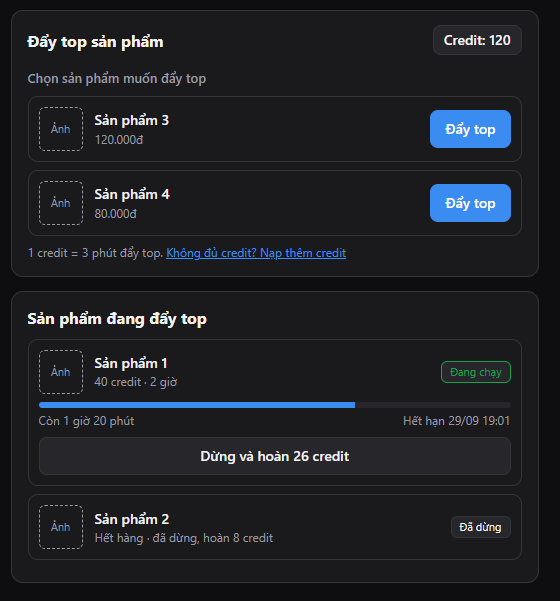 Đẩy top sản phẩm
Credit: 120
Chọn sản phẩm muốn đẩy top
Ảnh
Sản phẩm 3
120.000đ
Đẩy top
Ảnh
Sản phẩm 4
80.000đ
Đẩy top
1 credit = 3 phút đẩy top. Không đủ credit? Nạp thêm credit
Sản phẩm đang đẩy top
Ảnh
Sản phẩm 1
40 credit · 2 giờ
Đang chạy
Còn 1 giờ 20 phút
Hết hạn 29/09 19:01
Dừng và hoàn 26 credit
Ảnh
Sản phẩm 2
Hết hàng · đã dừng, hoàn 8 credit
Đã dừng